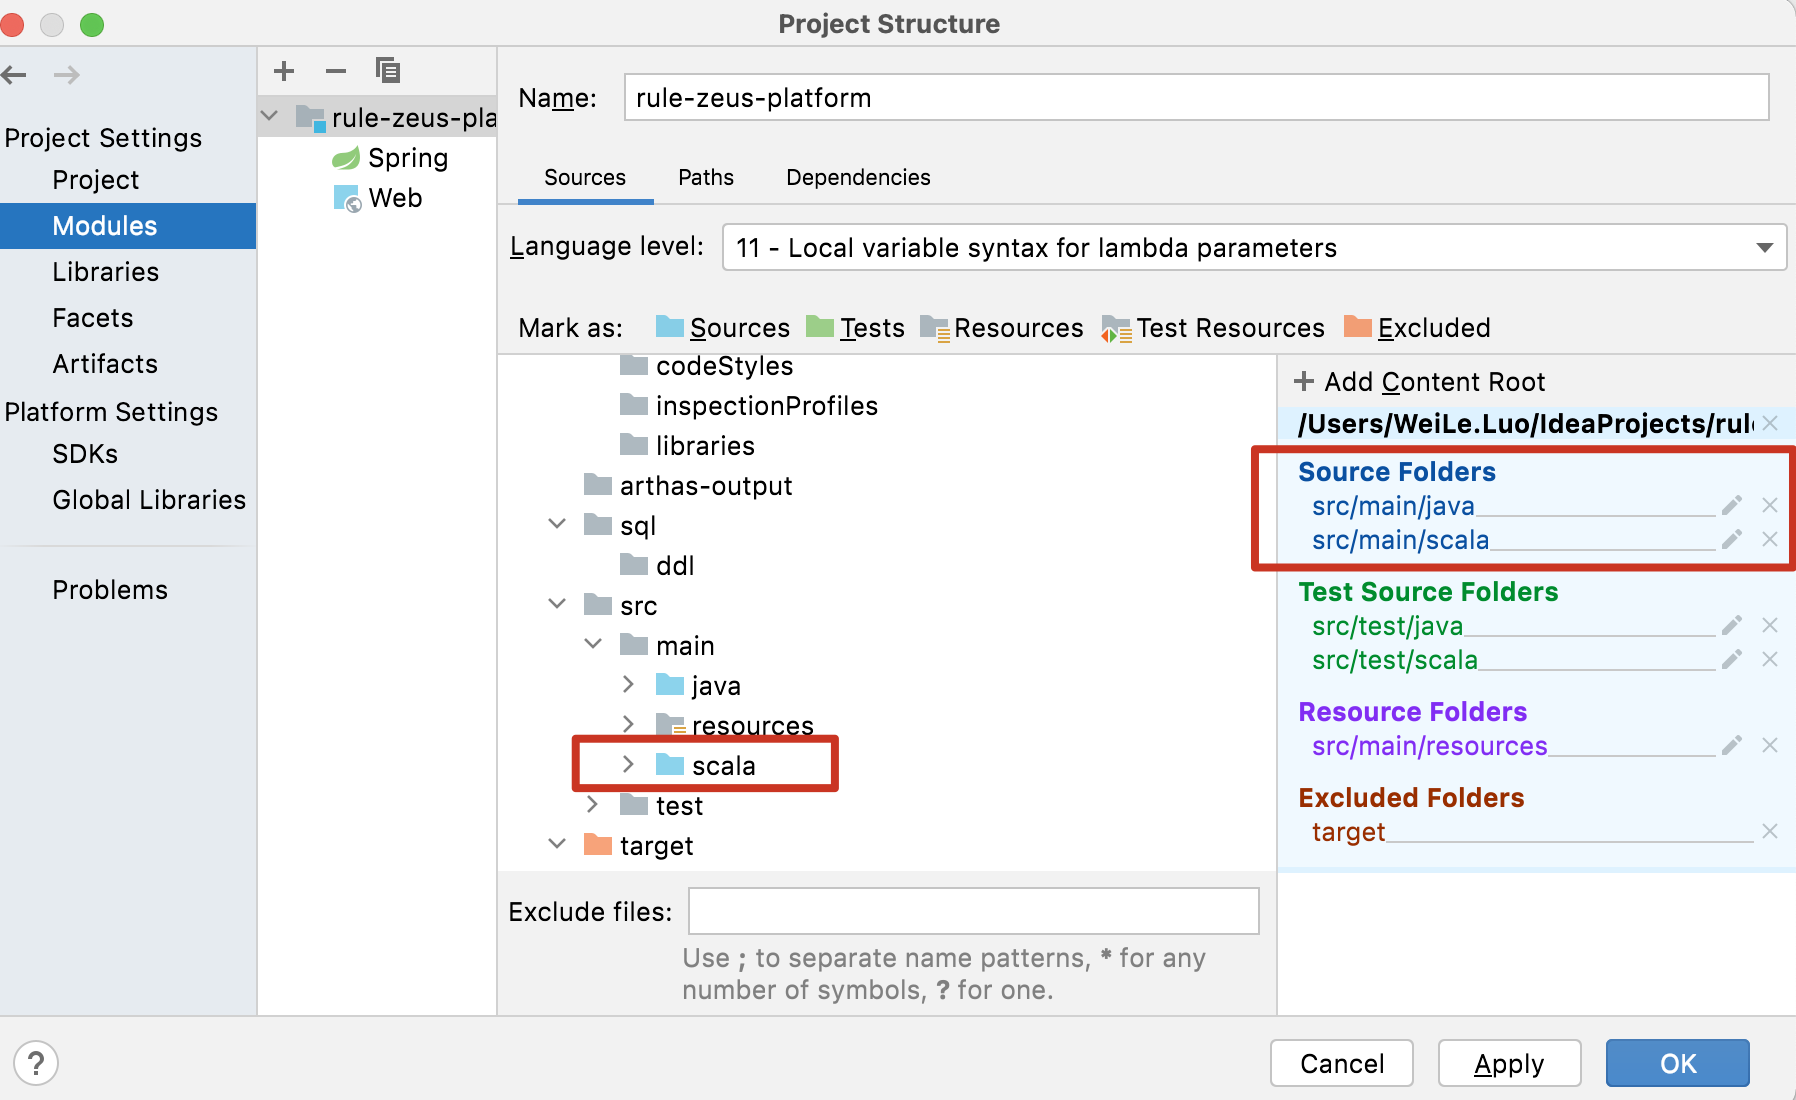 Project Structure
Project Settings
Project
Modules
Libraries
Facets
Artifacts
Platform Settings
SDKs
Global Libraries
Problems
rule-zeus-pla
Spring
Web
Name: rule-zeus-platform
Sources Paths Dependencies
Language level: 11 - Local variable syntax for lambda parameters
Mark as: Sources Tests Resources Test Resources Excluded
codeStyles
inspectionProfiles
libraries
arthas-output
sql
ddl
src
main
java
resources
scala
test
target
Add Content Root
/Users/WeiLe.Luo/IdeaProjects/rul
Source Folders
src/main/java
src/main/scala
Test Source Folders
src/test/java
src/test/scala
Resource Folders
src/main/resources
Excluded Folders
target
Exclude files:
Use ; to separate name patterns, * for any
number of symbols, ? for one.
?
Cancel Apply OK